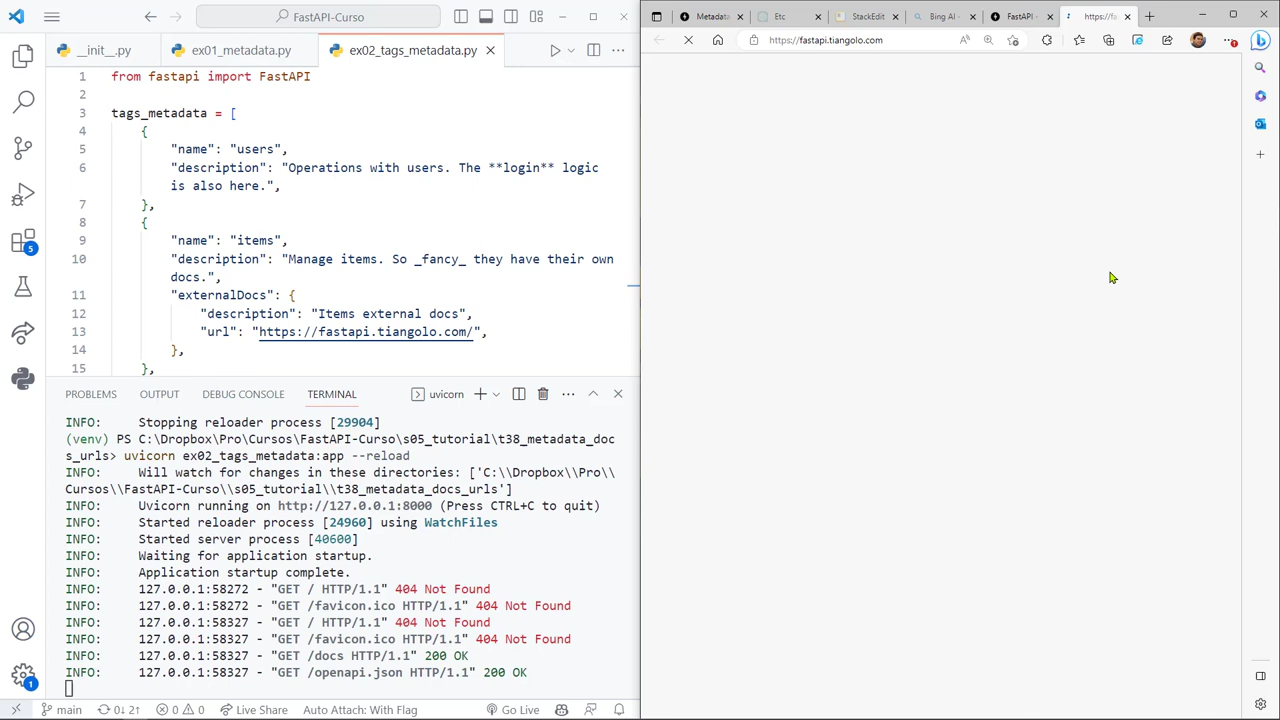 FastAPI-Curso
__init__.py
ex01_metadata.py
ex02_tags_metadata.py
1 from fastapi import FastAPI
2
3 tags_metadata = [
4 {
5 "name": "users",
6 "description": "Operations with users. The **login** logic
is also here.",
7 },
8 {
9 "name": "items",
10 "description": "Manage items. So _fancy_ they have their own
docs.",
11 "externalDocs": {
12 "description": "Items external docs",
13 "url": "https://fastapi.tiangolo.com/",
14 },
15 },
5
1
PROBLEMS OUTPUT DEBUG CONSOLE TERMINAL uvicorn
INFO: Stopping reloader process [29904]
(venv) PS C:\Dropbox\Pro\Cursos\FastAPI-Curso\s05_tutorial\t38_metadata_doc
s_urls> uvicorn ex02_tags_metadata:app --reload
INFO: Will watch for changes in these directories: ['C:\\Dropbox\\Pro\\
Cursos\\FastAPI-Curso\\s05_tutorial\\t38_metadata_docs_urls']
INFO: Uvicorn running on http://127.0.0.1:8000 (Press CTRL+C to quit)
INFO: Started reloader process [24960] using WatchFiles
INFO: Started server process [40600]
INFO: Waiting for application startup.
INFO: Application startup complete.
INFO: 127.0.0.1:58272 - "GET / HTTP/1.1" 404 Not Found
INFO: 127.0.0.1:58272 - "GET /favicon.ico HTTP/1.1" 404 Not Found
INFO: 127.0.0.1:58327 - "GET / HTTP/1.1" 404 Not Found
INFO: 127.0.0.1:58327 - "GET /favicon.ico HTTP/1.1" 404 Not Found
INFO: 127.0.0.1:58327 - "GET /docs HTTP/1.1" 200 OK
INFO: 127.0.0.1:58327 - "GET /openapi.json HTTP/1.1" 200 OK
main 0↓ 2↑ 0 0 Live Share Auto Attach: With Flag Go Live
Metadata
Etc
StackEdit
Bing AI -
FastAPI -
https://fa
https://fastapi.tiangolo.com